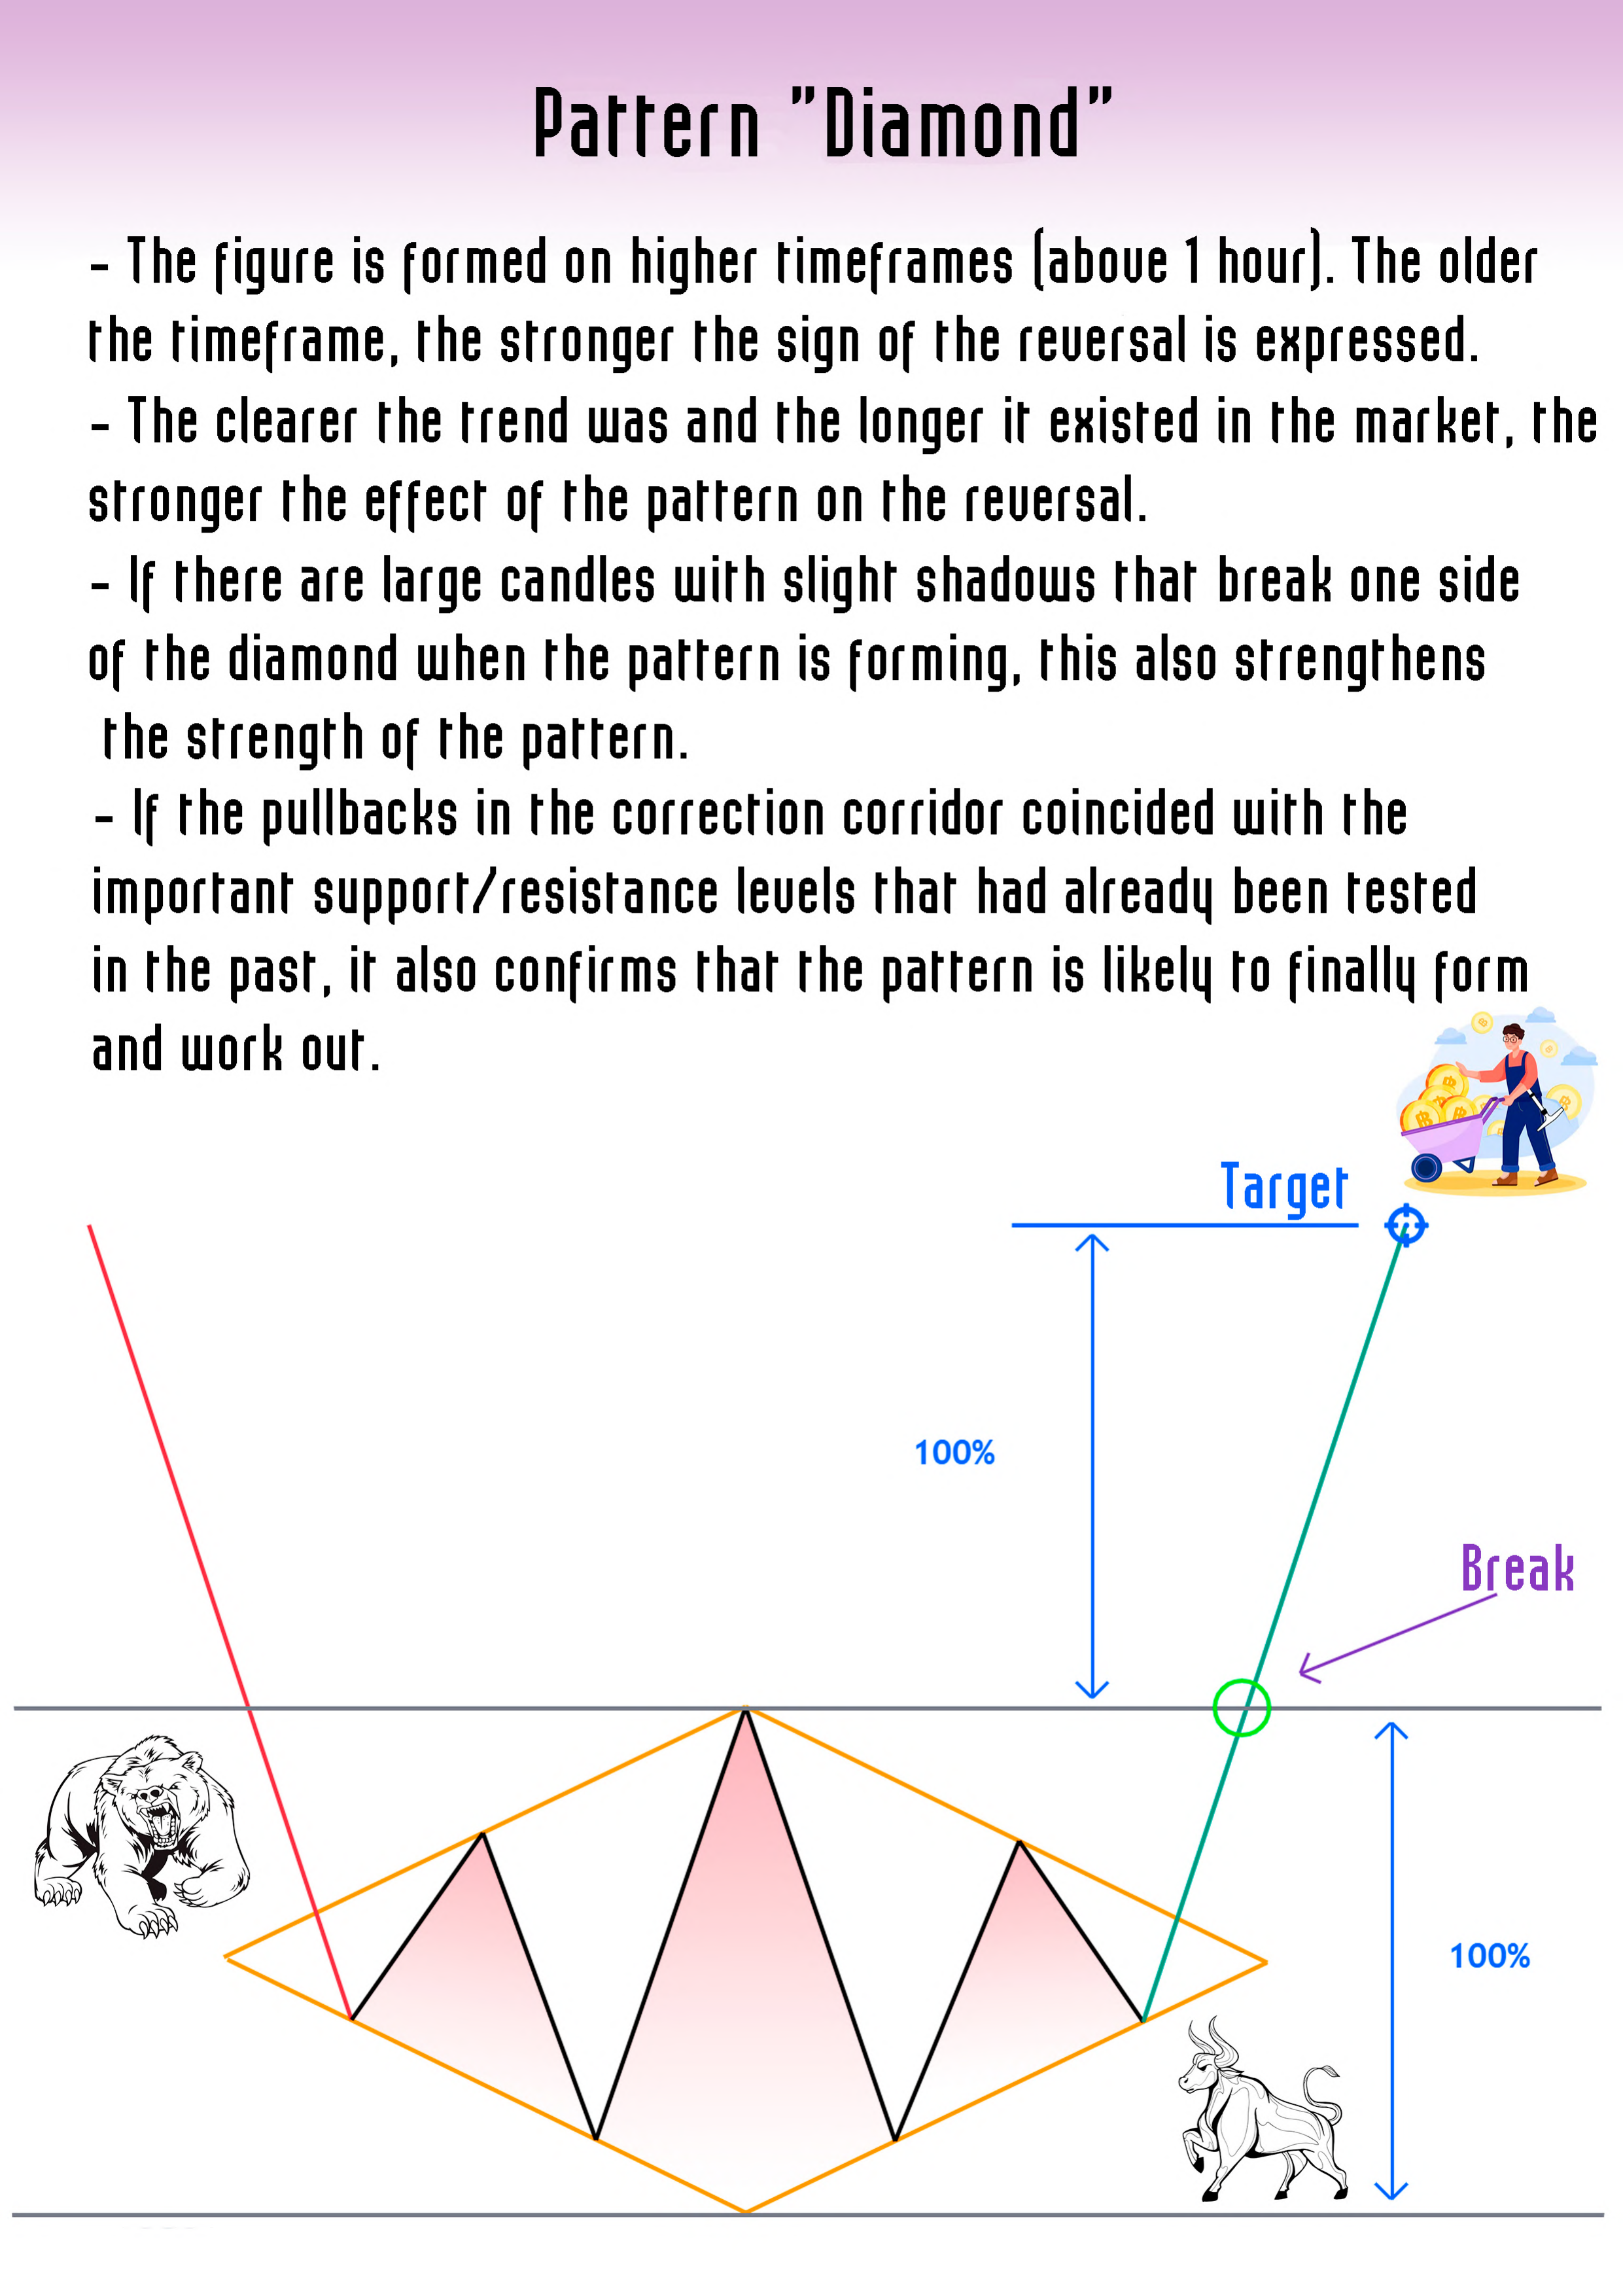 Pattern "Diamond"
- The figure is formed on higher timeframes (above 1 hour). The older
the timeframe, the stronger the sign of the reversal is expressed.
- The clearer the trend was and the longer it existed in the market, the
stronger the effect of the pattern on the reversal.
- If there are large candles with slight shadows that break one side
of the diamond when the pattern is forming, this also strengthens
the strength of the pattern.
- If the pullbacks in the correction corridor coincided with the
important support/resistance levels that had already been tested
in the past, it also confirms that the pattern is likely to finally form
and work out.
Target
100%
Break
100%